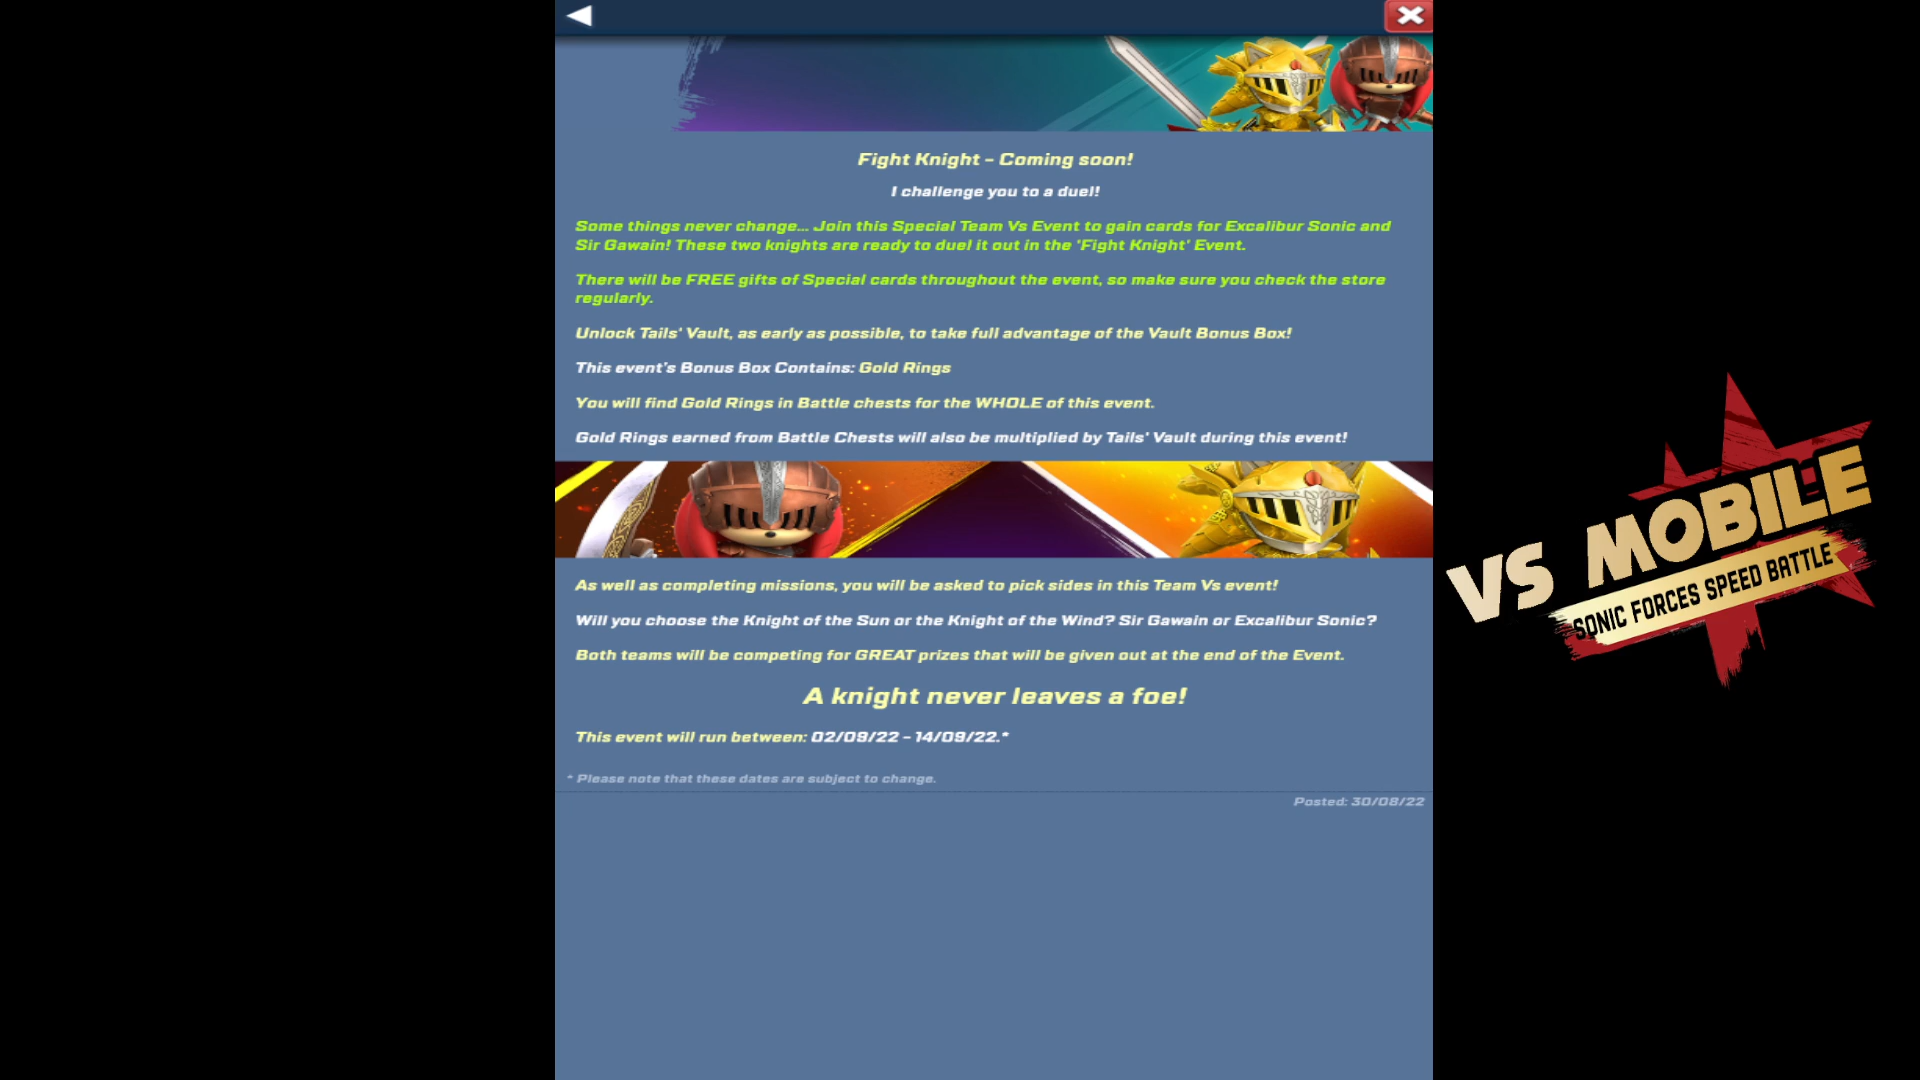 Fight Knight - Coming soon!
I challenge you to a duel!
Some things never change... Join this Special Team Vs Event to gain cards for Excalibur Sonic and
Sir Gawain! These two knights are ready to duel it out in the 'Fight Knight' Event.
There will be FREE gifts of Special cards throughout the event, so make sure you check the store
regularly.
Unlock Tails' Vault, as early as possible, to take full advantage of the Vault Bonus Box!
This event's Bonus Box Contains: Gold Rings
You will find Gold Rings in Battle chests for the WHOLE of this event.
Gold Rings earned from Battle Chests will also be multiplied by Tails' Vault during this event!
As well as completing missions, you will be asked to pick sides in this Team Vs event!
Will you choose the Knight of the Sun or the Knight of the Wind? Sir Gawain or Excalibur Sonic?
Both teams will be competing for GREAT prizes that will be given out at the end of the Event.
A knight never leaves a foe!
This event will run between: 02/09/22 - 14/09/22.*
* Please note that these dates are subject to change.
Posted: 30/08/22
VS MOBILE
SONIC FORCES SPEED BATTLE